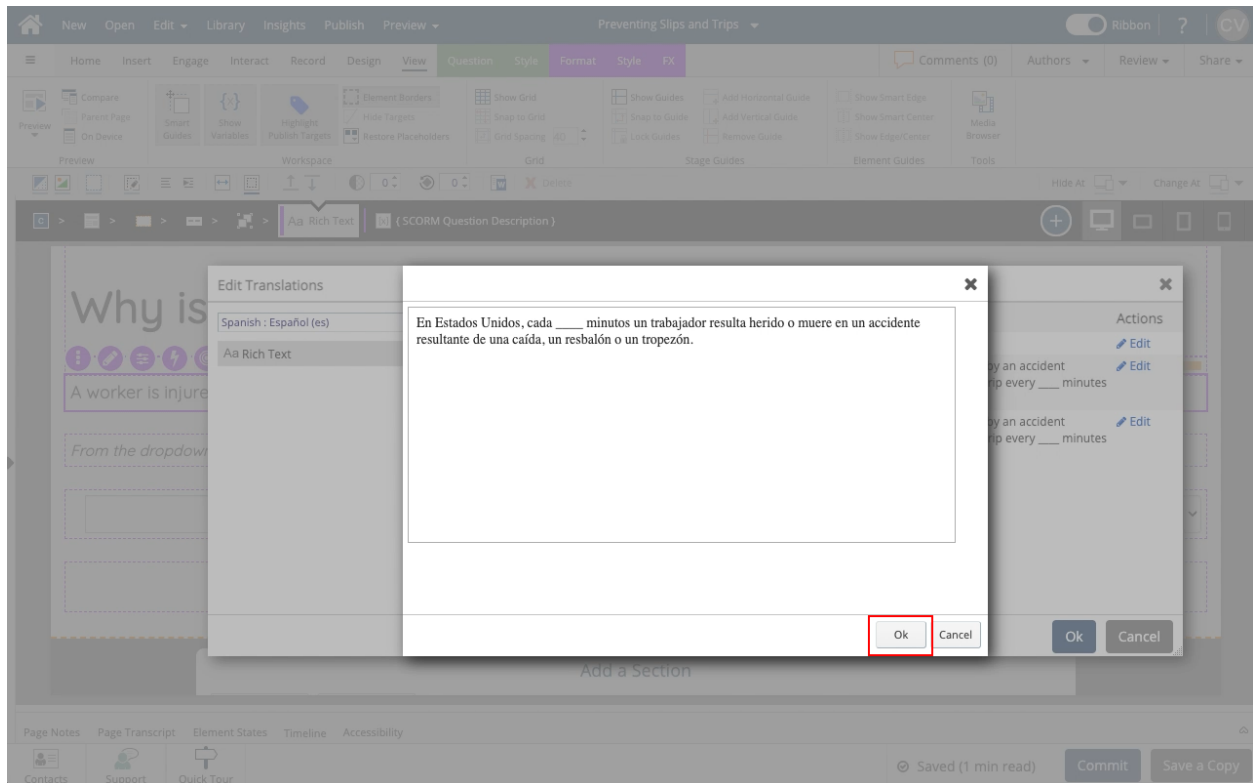 New Open Edit Library Insights Publish Preview Preventing Slips and Trips Ribbon ? CV
Home Insert Engage Interact Record Design View Question Style Format Style FX Comments (0) Authors Review Share
Compare Element Borders Show Grid Show Guides Add Horizontal Guide Show Smart Edge
Preview Parent Page Smart Guides Show Variables Highlight Publish Targets Hide Targets Snap to Grid Snap to Guide Add Vertical Guide Show Smart Center Media Browser
On Device Restore Placeholders Grid Spacing 40 Lock Guides Remove Guide Show Edge/Center
Preview Workspace Grid Stage Guides Element Guides Tools
0 0 Delete Hide At Change At
C > > > > > Aa Rich Text {x} { SCORM Question Description }
Why is
Edit Translations
Spanish : Español (es)
Aa Rich Text
A worker is injure
From the dropdow
En Estados Unidos, cada ____ minutos un trabajador resulta herido o muere en un accidente
resultante de una caída, un resbalón o un tropezón.
Actions
Edit
by an accident Edit
rip every ____ minutes
by an accident Edit
rip every ____ minutes
Ok Cancel
Ok Cancel
Add a Section
Page Notes Page Transcript Element States Timeline Accessibility
Contacts Support Quick Tour Saved (1 min read) Commit Save a Copy